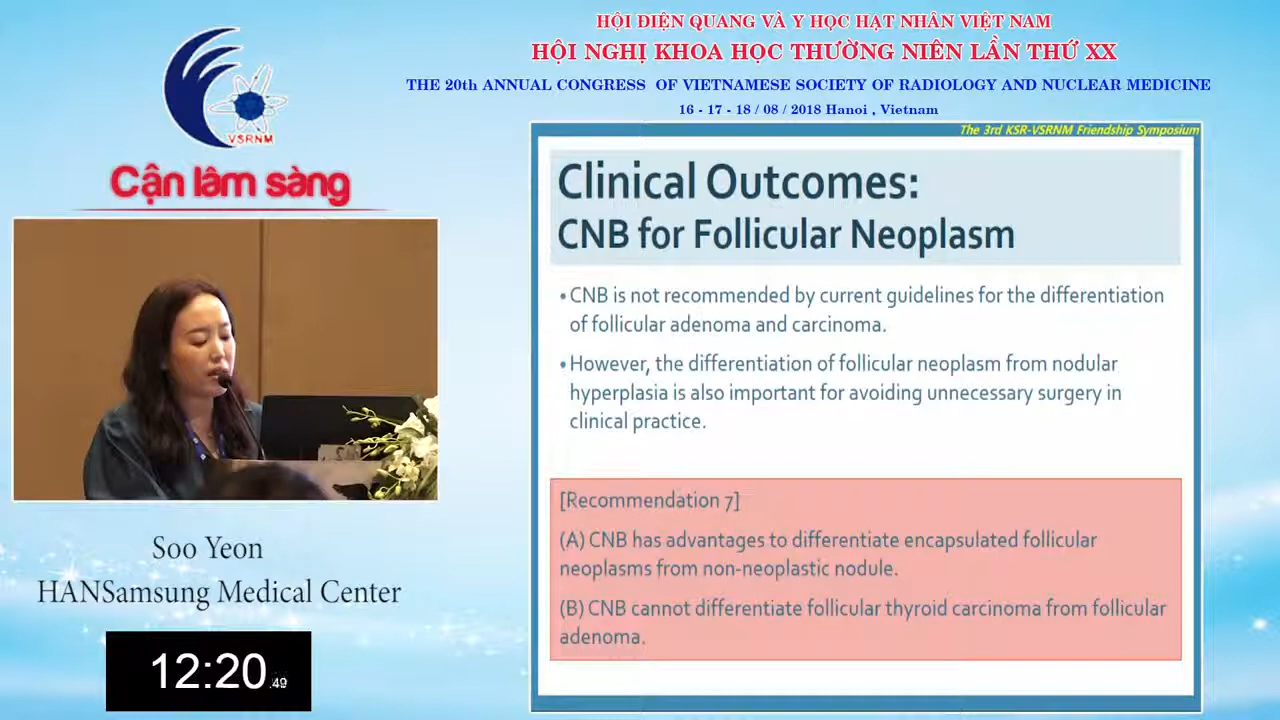 HỘI ĐIỆN QUANG VÀ Y HỌC HẠT NHÂN VIỆT NAM
HỘI NGHỊ KHOA HỌC THƯỜNG NIÊN LẦN THỨ XX
THE 20th ANNUAL CONGRESS OF VIETNAMESE SOCIETY OF RADIOLOGY AND NUCLEAR MEDICINE
16 - 17 - 18 / 08 / 2018 Hanoi , Vietnam
VSRNM
Cận lâm sàng
The 3rd KSR-VSRNM Friendship Symposium
Clinical Outcomes:
CNB for Follicular Neoplasm
• CNB is not recommended by current guidelines for the differentiation
of follicular adenoma and carcinoma.
• However, the differentiation of follicular neoplasm from nodular
hyperplasia is also important for avoiding unnecessary surgery in
clinical practice.
[Recommendation 7]
(A) CNB has advantages to differentiate encapsulated follicular
neoplasms from non-neoplastic nodule.
(B) CNB cannot differentiate follicular thyroid carcinoma from follicular
adenoma.
Soo Yeon
HANSamsung Medical Center
12:20.49